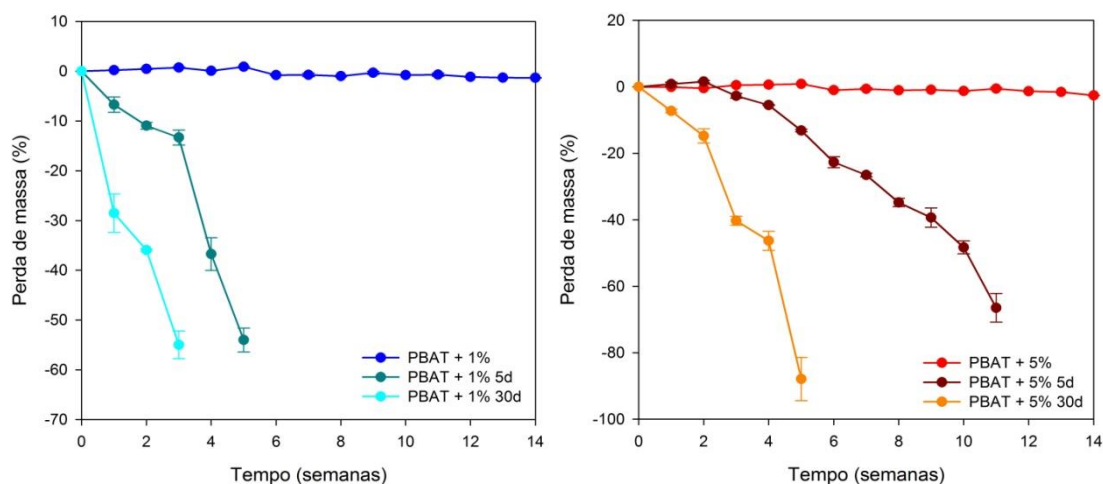 10
0
-10
-20
-30
-40
-50
-60
-70
Perda de massa (%)
PBAT + 1%
PBAT + 1% 5d
PBAT + 1% 30d
0 2 4 6 8 10 12 14
Tempo (semanas)
20
0
-20
-40
-60
-80
-100
Perda de massa (%)
PBAT + 5%
PBAT + 5% 5d
PBAT + 5% 30d
0 2 4 6 8 10 12 14
Tempo (semanas)